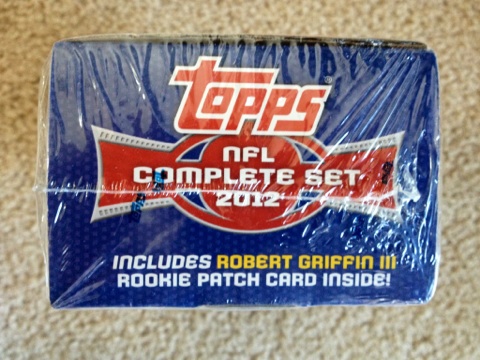 TOPPS
NFL
COMPLETE SET
2012
INCLUDES ROBERT GRIFFIN III
ROOKIE PATCH CARD INSIDE!